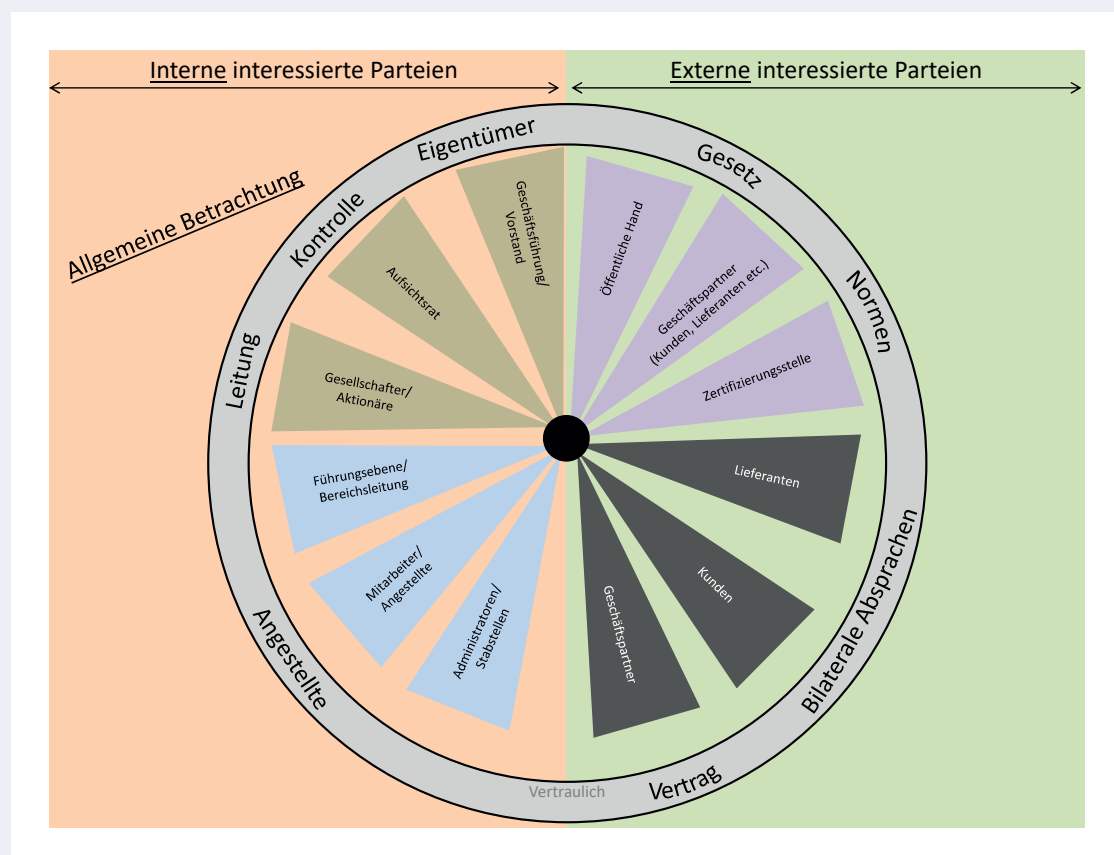 Interne interessierte Parteien
Externe interessierte Parteien
Allgemeine Betrachtung
Eigentümer
Kontrolle
Leitung
Angestellte
Gesetz
Normen
Bilaterale Absprachen
Vertrag
Geschäftsführung/
Vorstand
Aufsichtsrat
Gesellschafter/
Aktionäre
Führungsebene/
Bereichsleitung
Mitarbeiter/
Angestellte
Administratoren/
Stabstellen
Öffentliche Hand
Geschäftspartner
(Kunden, Lieferanten etc.)
Zertifizierungsstelle
Lieferanten
Kunden
Geschäftspartner
Vertraulich